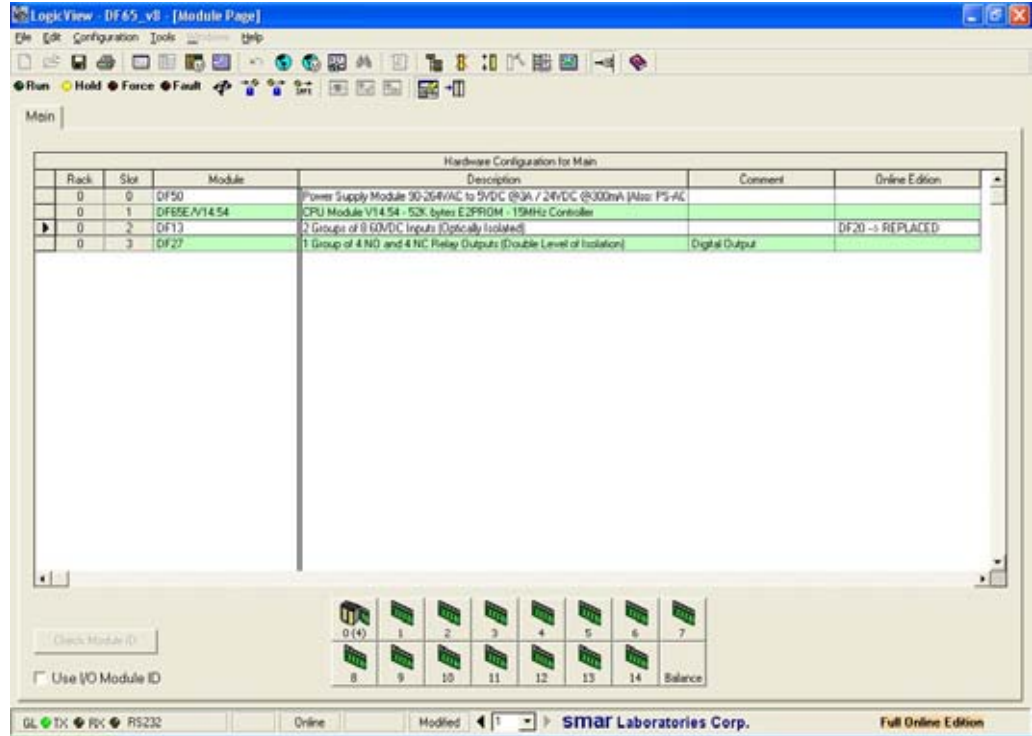 LogicView - DF65_v8 - [Module Page]
File Edit Configuration Tools Window Help
Run Hold Force Fault
Main
Hardware Configuration for Main
Rack Slot Module Description Comment Online Edition
0 0 DF50 Power Supply Module 90-264VAC to 5VDC @3A / 24VDC @300mA (Also: PS-AC
0 1 DF65E/V14.54 CPU Module V14.54 - 52K bytes E2PROM - 15MHz Controller
0 2 DF13 2 Groups of 8 60VDC Inputs (Optically Isolated) DF20 -> REPLACED
0 3 DF27 1 Group of 4 NO and 4 NC Relay Outputs (Double Level of Isolation) Digital Output
0 (4) 1 2 3 4 5 6 7
Check Module ID
8 9 10 11 12 13 14 Balance
Use I/O Module ID
GL TX RX RS232 Online Modified 1 smar Laboratories Corp. Full Online Edition